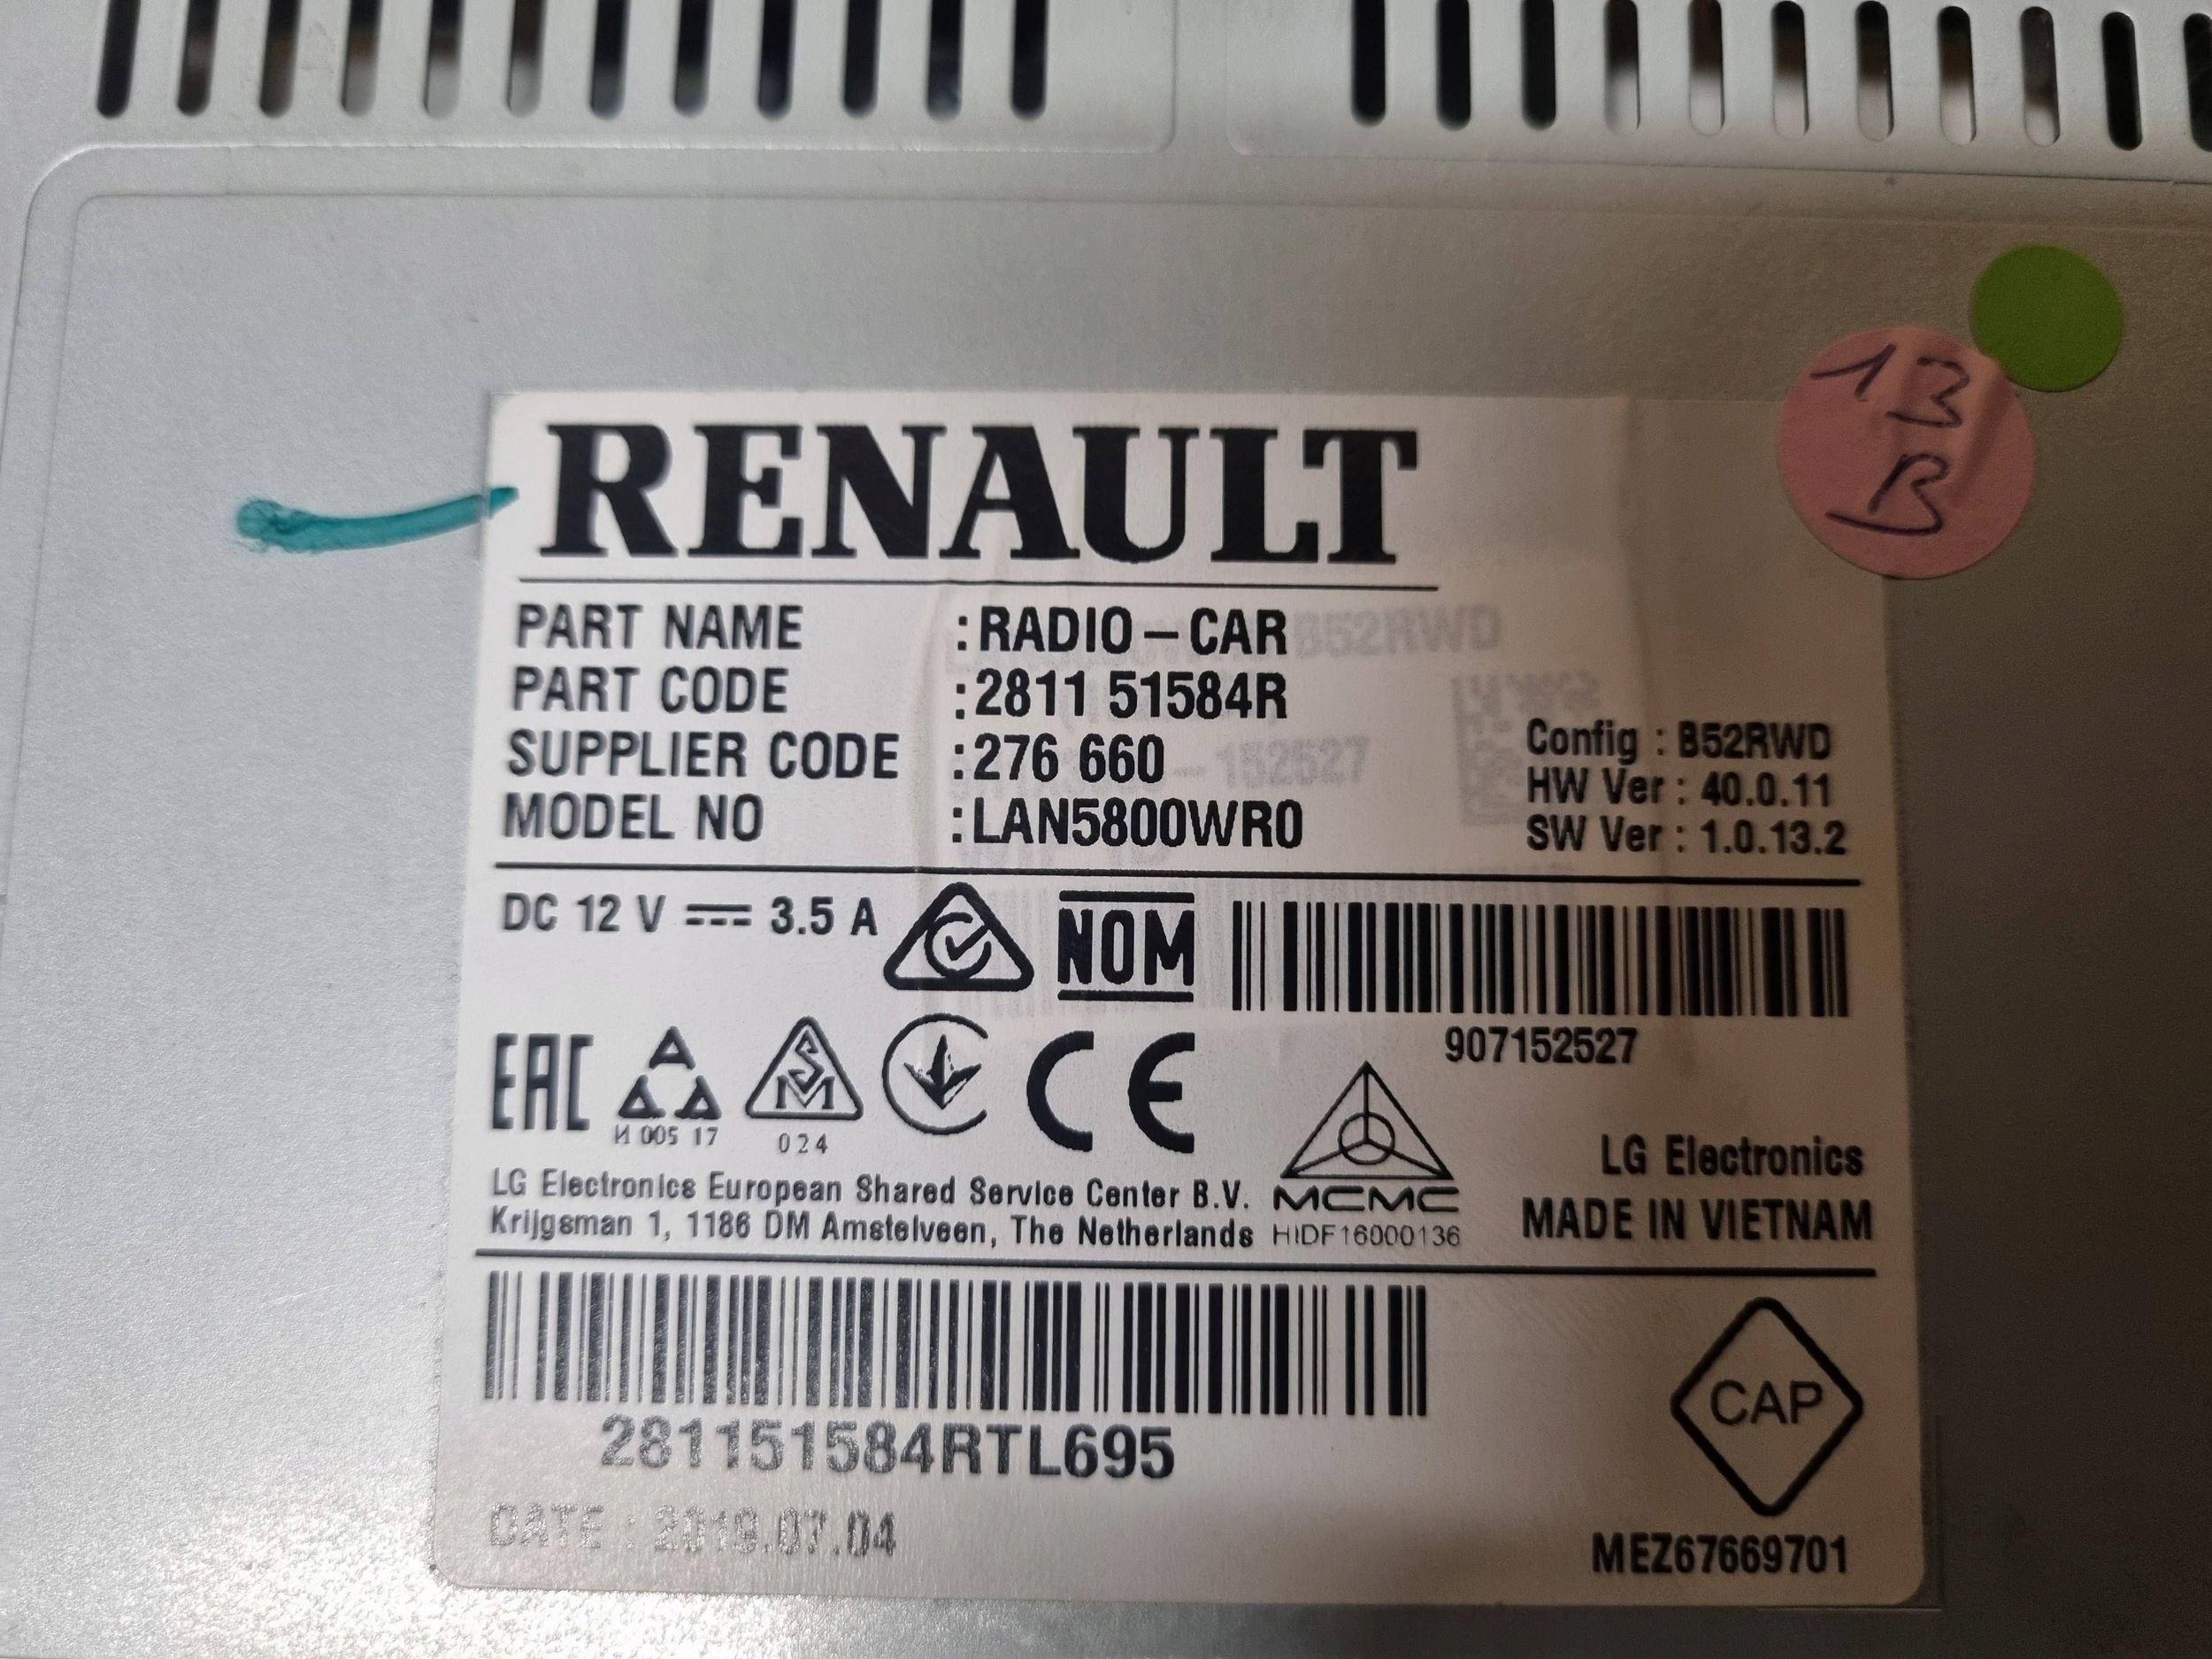 13
B
RENAULT
PART NAME :RADIO-CAR
B52RWD
PART CODE :2811 51584R
SUPPLIER CODE :276 660
-152527
MODEL NO :LAN5800WR0
Config : B52RWD
HW Ver : 40.0.11
SW Ver : 1.0.13.2
DC 12 V 3.5 A
NOM
907152527
EAC
И 005 17
SM
024
CE
LG Electronics European Shared Service Center B.V.
Krijgsman 1, 1186 DM Amstelveen, The Netherlands
MCMC
HIDF16000136
LG Electronics
MADE IN VIETNAM
281151584RTL695
DATE : 2019.07.04
CAP
MEZ67669701